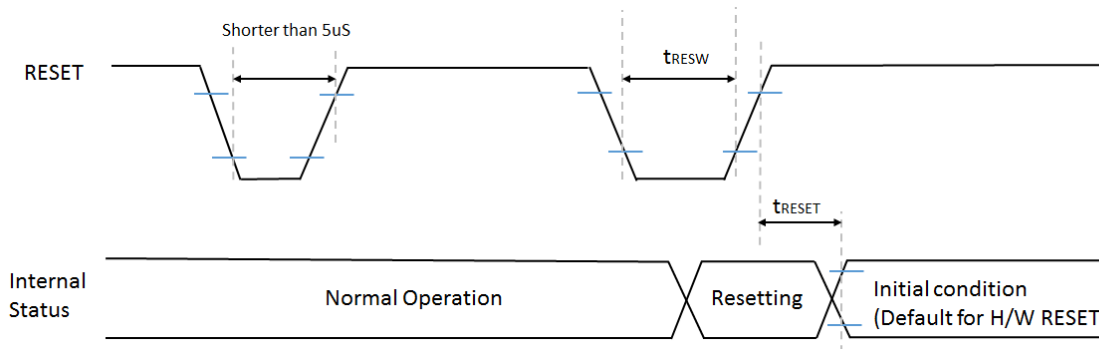 Shorter than 5uS
RESET
tRESW
tRESET
Internal
Status
Normal Operation
Resetting
Initial condition
(Default for H/W RESET